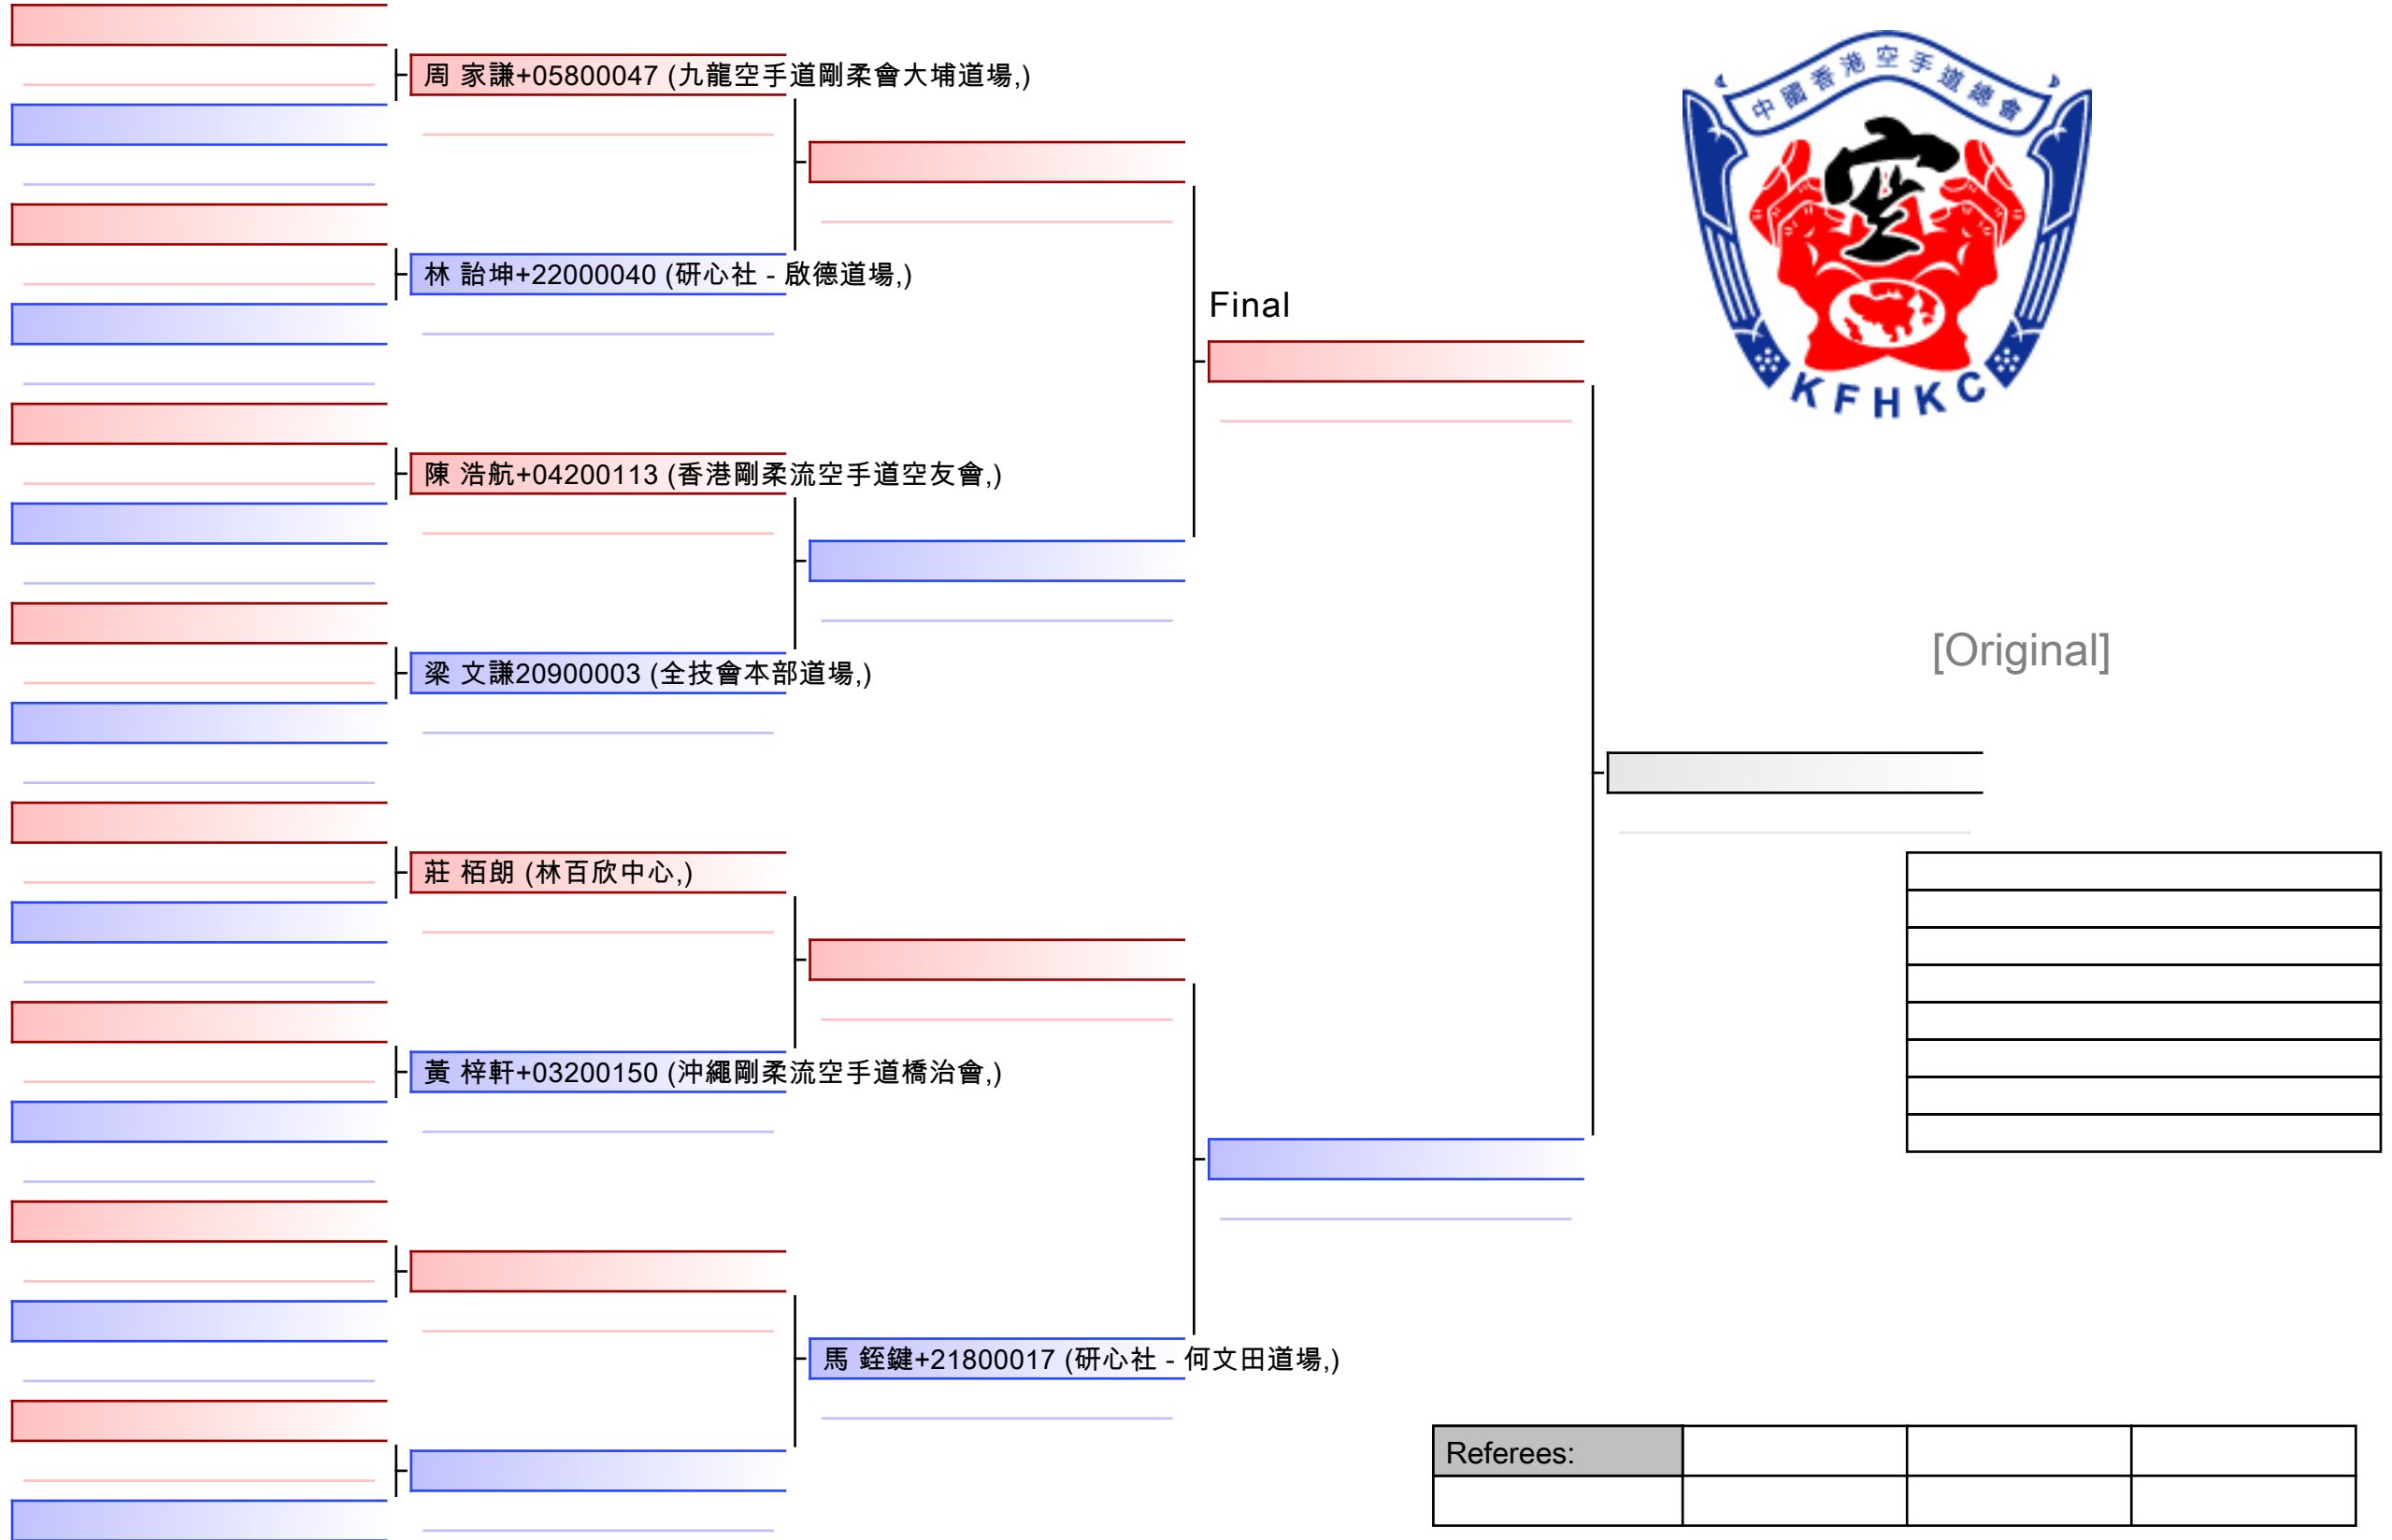 中國香港空手道總會
空
KFHKC
周 家謙+05800047 (九龍空手道剛柔會大埔道場,)
林 詒坤+22000040 (研心社 - 啟德道場,)
Final
陳 浩航+04200113 (香港剛柔流空手道空友會,)
梁 文謙20900003 (全技會本部道場,)
[Original]
莊 栢朗 (林百欣中心,)
黃 梓軒+03200150 (沖繩剛柔流空手道橋治會,)
馬 銍鍵+21800017 (研心社 - 何文田道場,)
Referees: